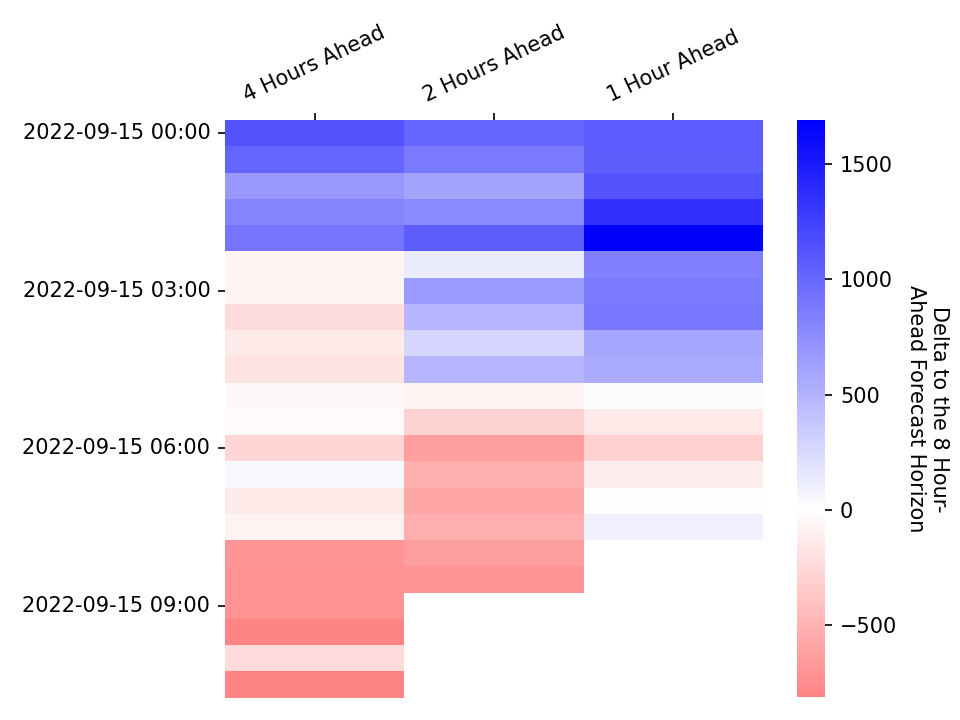 4 Hours Ahead
2 Hours Ahead
1 Hour Ahead
2022-09-15 00:00
2022-09-15 03:00
2022-09-15 06:00
2022-09-15 09:00
1500
1000
500
0
−500
Delta to the 8 Hour-
Ahead Forecast Horizon